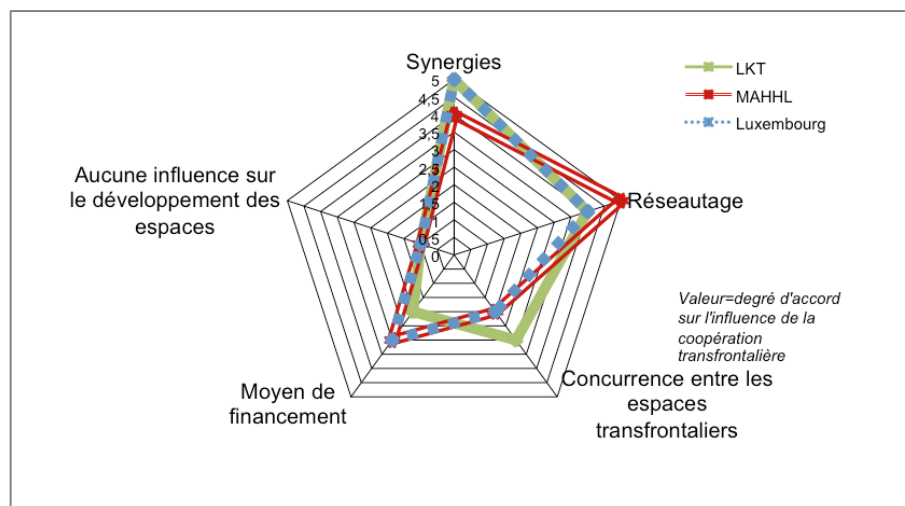 Synergies
5
4,5
4
3,5
3
2,5
2
1,5
1
0,5
0
LKT
MAHHL
Luxembourg
Aucune influence sur
le développement des
espaces
Réseautage
Valeur=degré d'accord
sur l'influence de la
coopération
transfrontalière
Concurrence entre les
espaces
transfrontaliers
Moyen de
financement